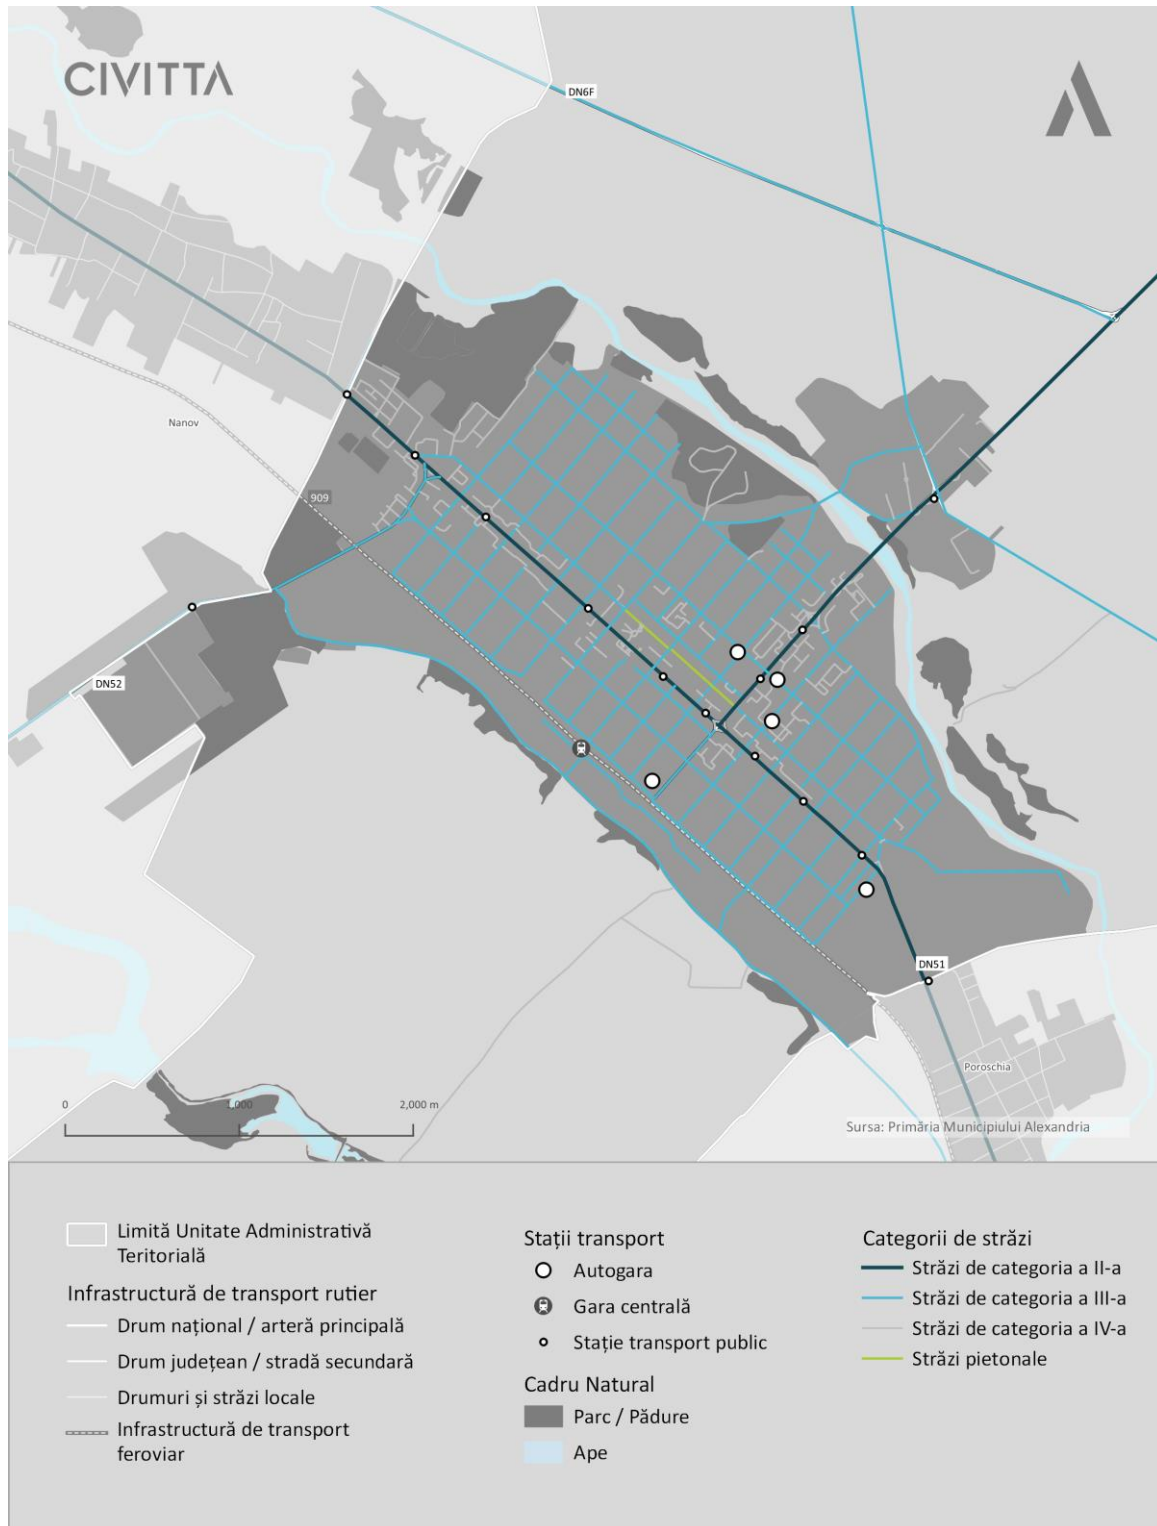 CIVITTA
DN6F
Nanov
909
DN52
DN51
Poroschia
0
1,000
2,000 m
Sursa: Primăria Municipiului Alexandria
Limită Unitate Administrativă
Teritorială
Infrastructură de transport rutier
Drum național / arteră principală
Drum județean / stradă secundară
Drumuri și străzi locale
Infrastructură de transport
feroviar
Stații transport
Autogara
Gara centrală
Stație transport public
Cadru Natural
Parc / Pădure
Ape
Categorii de străzi
Străzi de categoria a II-a
Străzi de categoria a III-a
Străzi de categoria a IV-a
Străzi pietonale